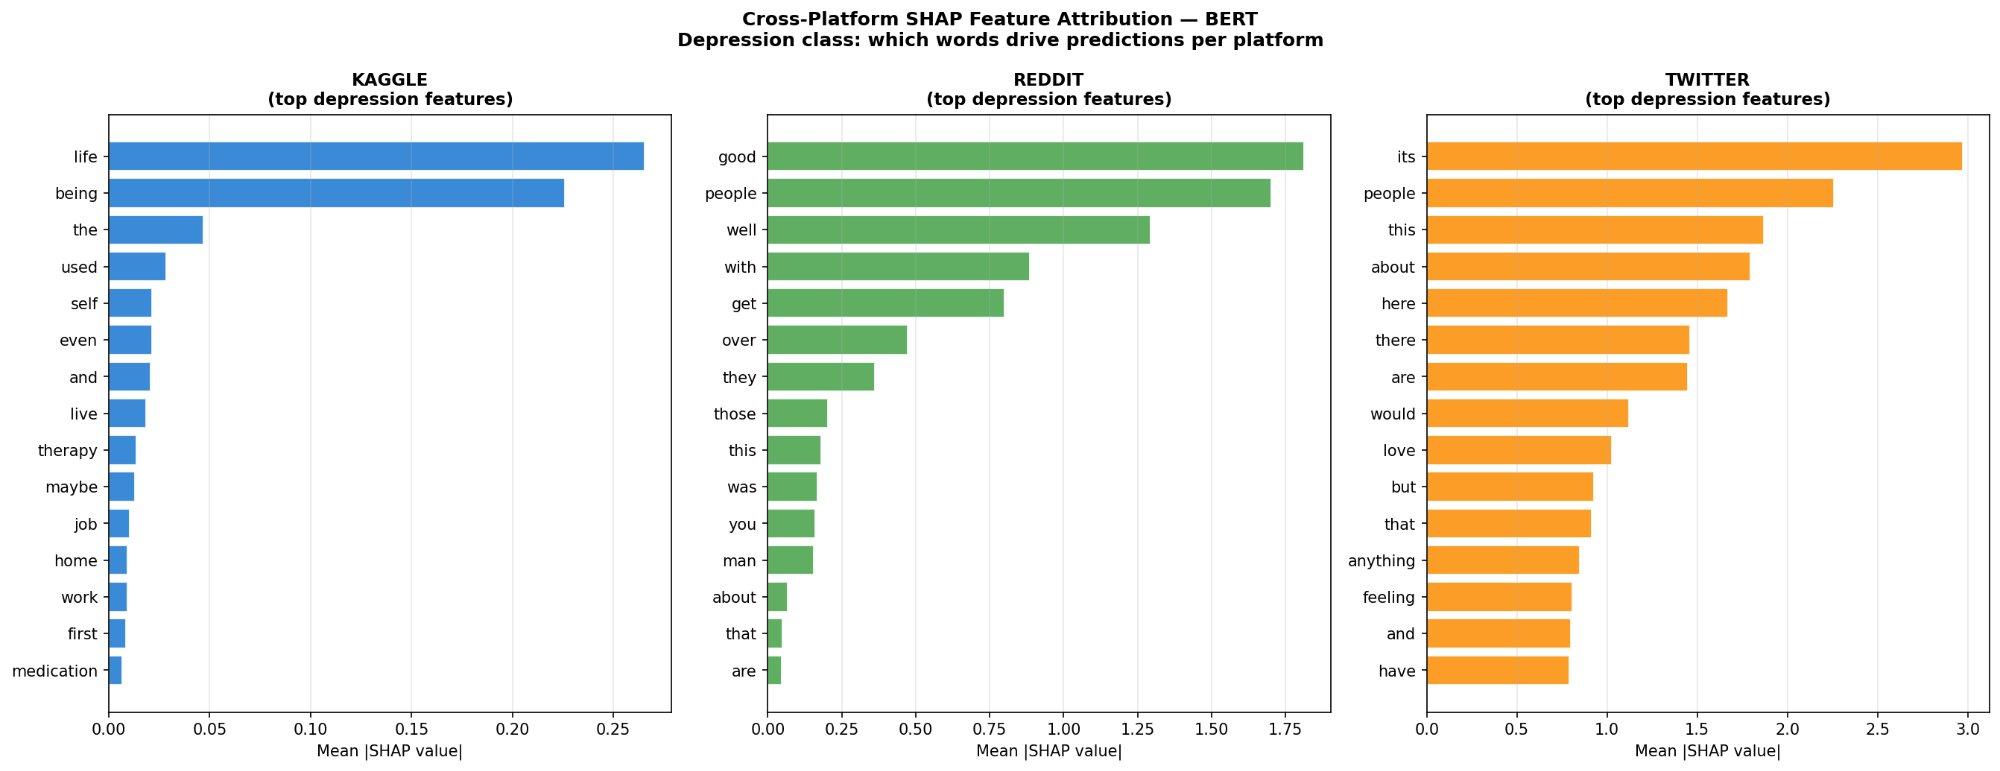 Cross-Platform SHAP Feature Attribution — BERT
Depression class: which words drive predictions per platform
KAGGLE
(top depression features)
life
being
the
used
self
even
and
live
therapy
maybe
job
home
work
first
medication
0.00 0.05 0.10 0.15 0.20 0.25
Mean |SHAP value|
REDDIT
(top depression features)
good
people
well
with
get
over
they
those
this
was
you
man
about
that
are
0.00 0.25 0.50 0.75 1.00 1.25 1.50 1.75
Mean |SHAP value|
TWITTER
(top depression features)
its
people
this
about
here
there
are
would
love
but
that
anything
feeling
and
have
0.0 0.5 1.0 1.5 2.0 2.5 3.0
Mean |SHAP value|